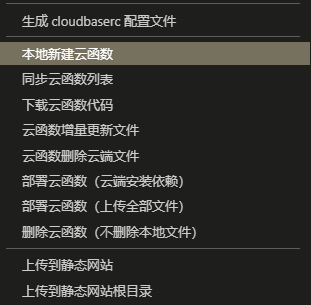 生成 cloudbaserc 配置文件
本地新建云函数
同步云函数列表
下载云函数代码
云函数增量更新文件
云函数删除云端文件
部署云函数（云端安装依赖）
部署云函数（上传全部文件）
删除云函数（不删除本地文件）
上传到静态网站
上传到静态网站根目录